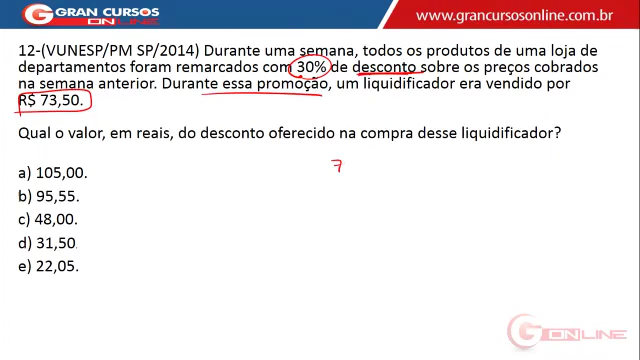 GRAN CURSOS
ONLINE
www.grancursosonline.com.br
12-(VUNESP/PM SP/2014) Durante uma semana, todos os produtos de uma loja de
departamentos foram remarcados com 30% de desconto sobre os preços cobrados
na semana anterior. Durante essa promoção, um liquidificador era vendido por
R$ 73,50.
Qual o valor, em reais, do desconto oferecido na compra desse liquidificador?
a) 105,00.
b) 95,55.
c) 48,00.
d) 31,50
e) 22,05.
7
G ONLINE